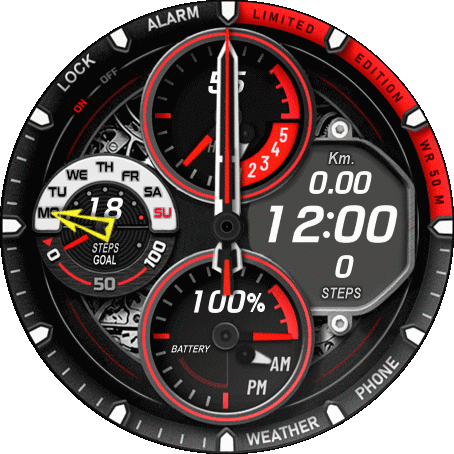 ALARM
LIMITED
EDITION
WR 50 M
LOCK
ON
OFF
55
H
2 3 4 5
MO
TU
WE
TH
FR
SA
SU
18
STEPS
GOAL
0
50
100
Km.
0.00
12:00
0
STEPS
100%
BATTERY
AM
PM
PHONE
WEATHER